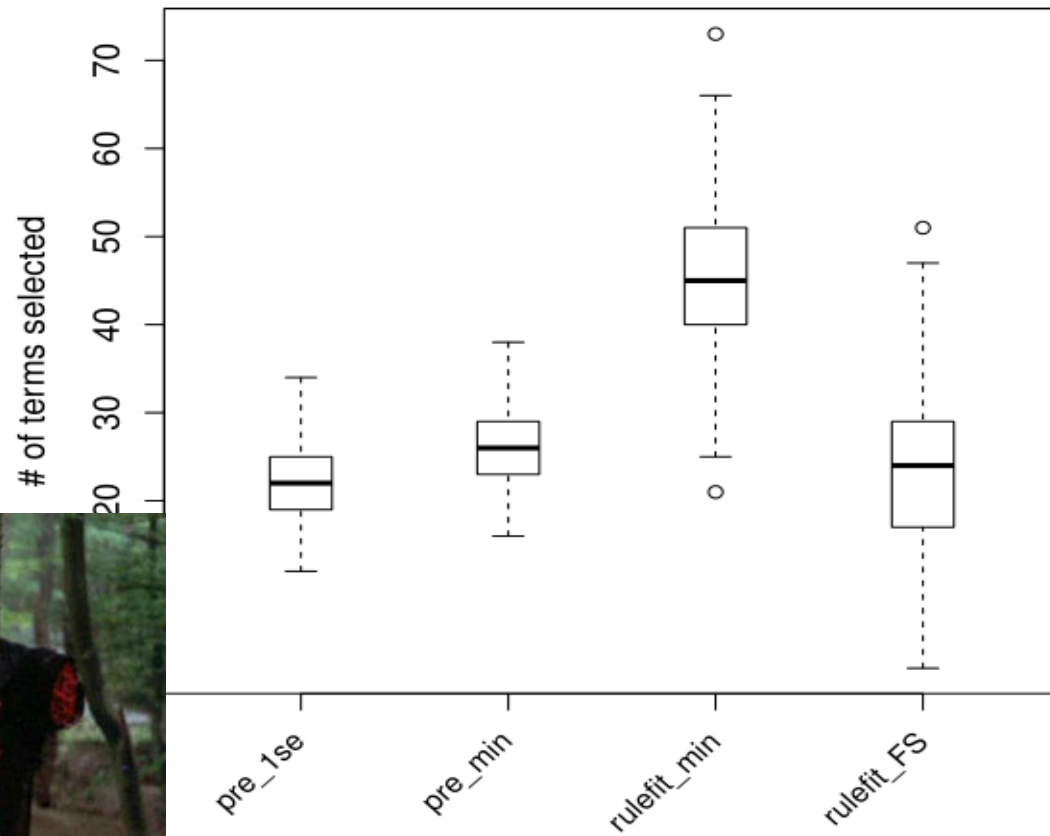 # of terms selected
70
60
50
40
30
20
pre_1se
pre_min
rulefit_min
rulefit_FS